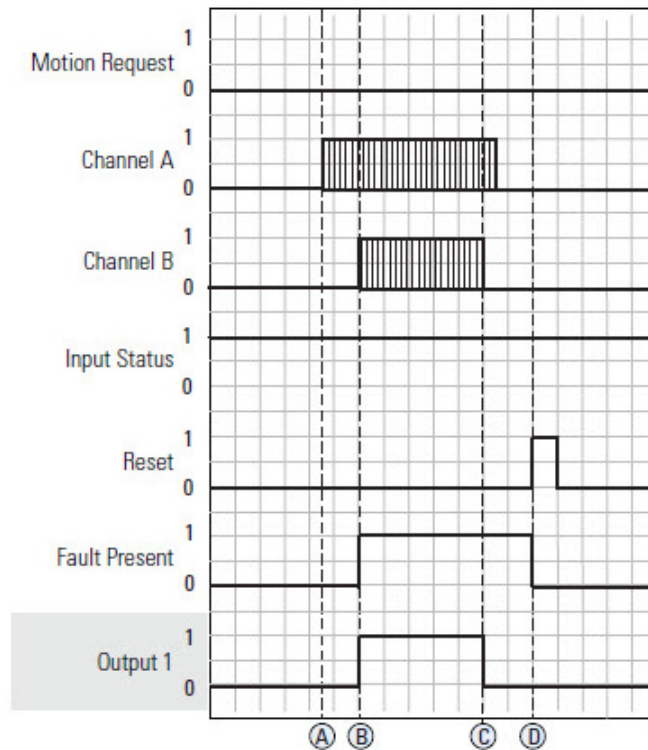 1
Motion Request
0
1
Channel A
0
1
Channel B
0
1
Input Status
0
1
Reset
0
1
Fault Present
0
1
Output 1
0
Ⓐ Ⓑ Ⓒ Ⓓ